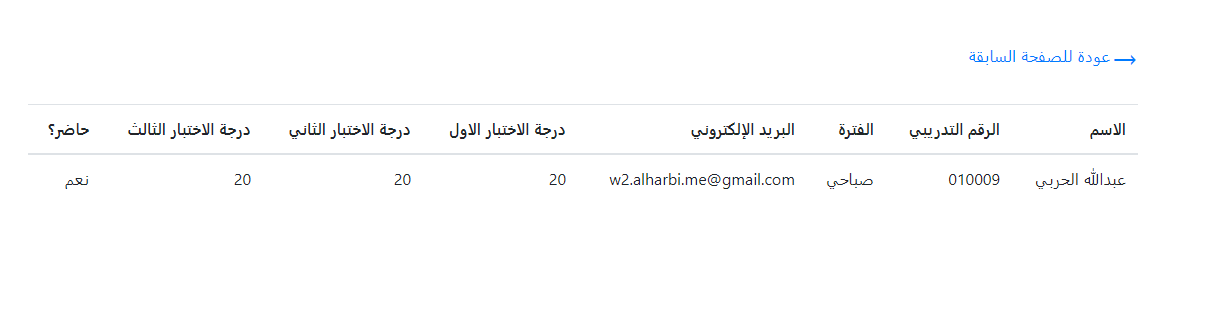 عودة للصفحة السابقة
الاسم الرقم التدريبي الفترة البريد الإلكتروني درجة الاختبار الاول درجة الاختبار الثاني درجة الاختبار الثالث حاضر؟
عبدالله الحربي 010009 صباحي w2.alharbi.me@gmail.com 20 20 20 نعم